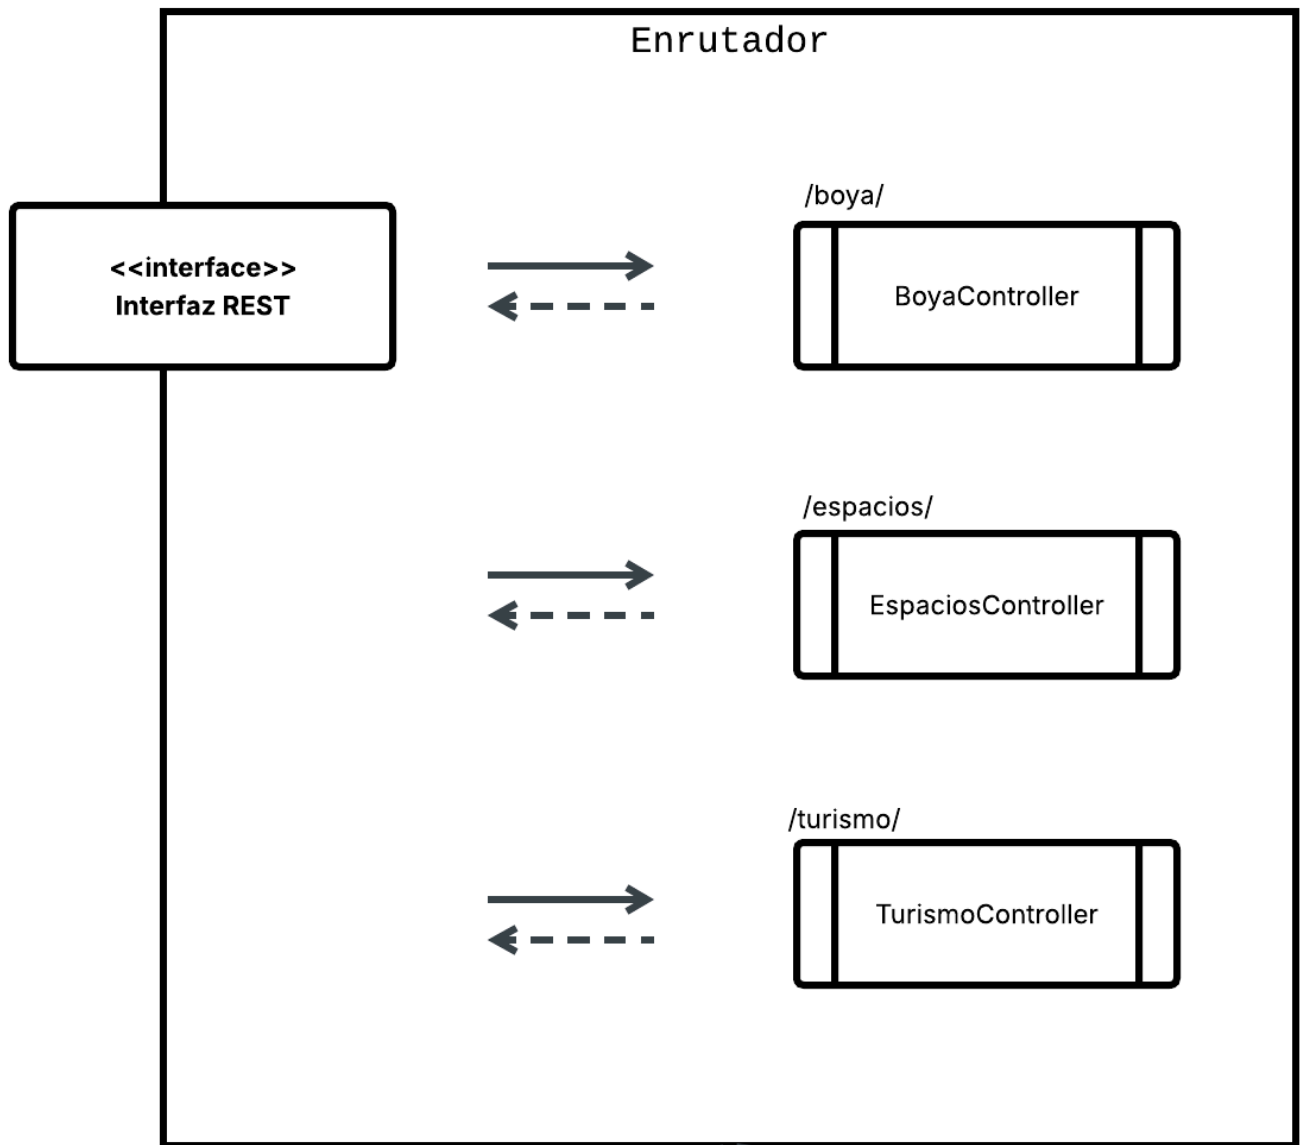 Enrutador
<<interface>>
Interfaz REST
/boya/
BoyaController
/espacios/
EspaciosController
/turismo/
TurismoController